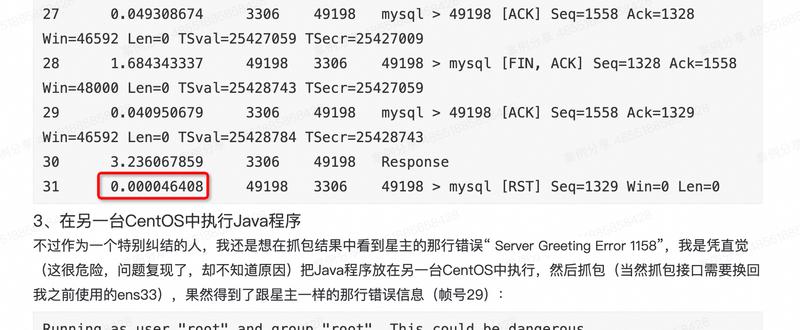 27 0.049308674 3306 49198 mysql > 49198 [ACK] Seq=1558 Ack=1328
Win=46592 Len=0 TSval=25427059 TSecr=25427009
28 1.684343337 49198 3306 49198 > mysql [FIN, ACK] Seq=1328 Ack=1558
Win=48000 Len=0 TSval=25428743 TSecr=25427059
29 0.040950679 3306 49198 mysql > 49198 [ACK] Seq=1558 Ack=1329
Win=46592 Len=0 TSval=25428784 TSecr=25428743
30 3.236067859 3306 49198 Response
31 0.000046408 49198 3306 49198 > mysql [RST] Seq=1329 Win=0 Len=0
3、在另一台CentOS中执行Java程序
不过作为一个特别纠结的人，我还是想在抓包结果中看到星主的那行错误“ Server Greeting Error 1158”，我是凭直觉
（这很危险，问题复现了，却不知道原因）把Java程序放在另一台CentOS中执行，然后抓包（当然抓包接口需要换回
我之前使用的ens33），果然得到了跟星主一样的那行错误信息（帧号29）：
Running as user "root" and group "root". This could be dangerous.